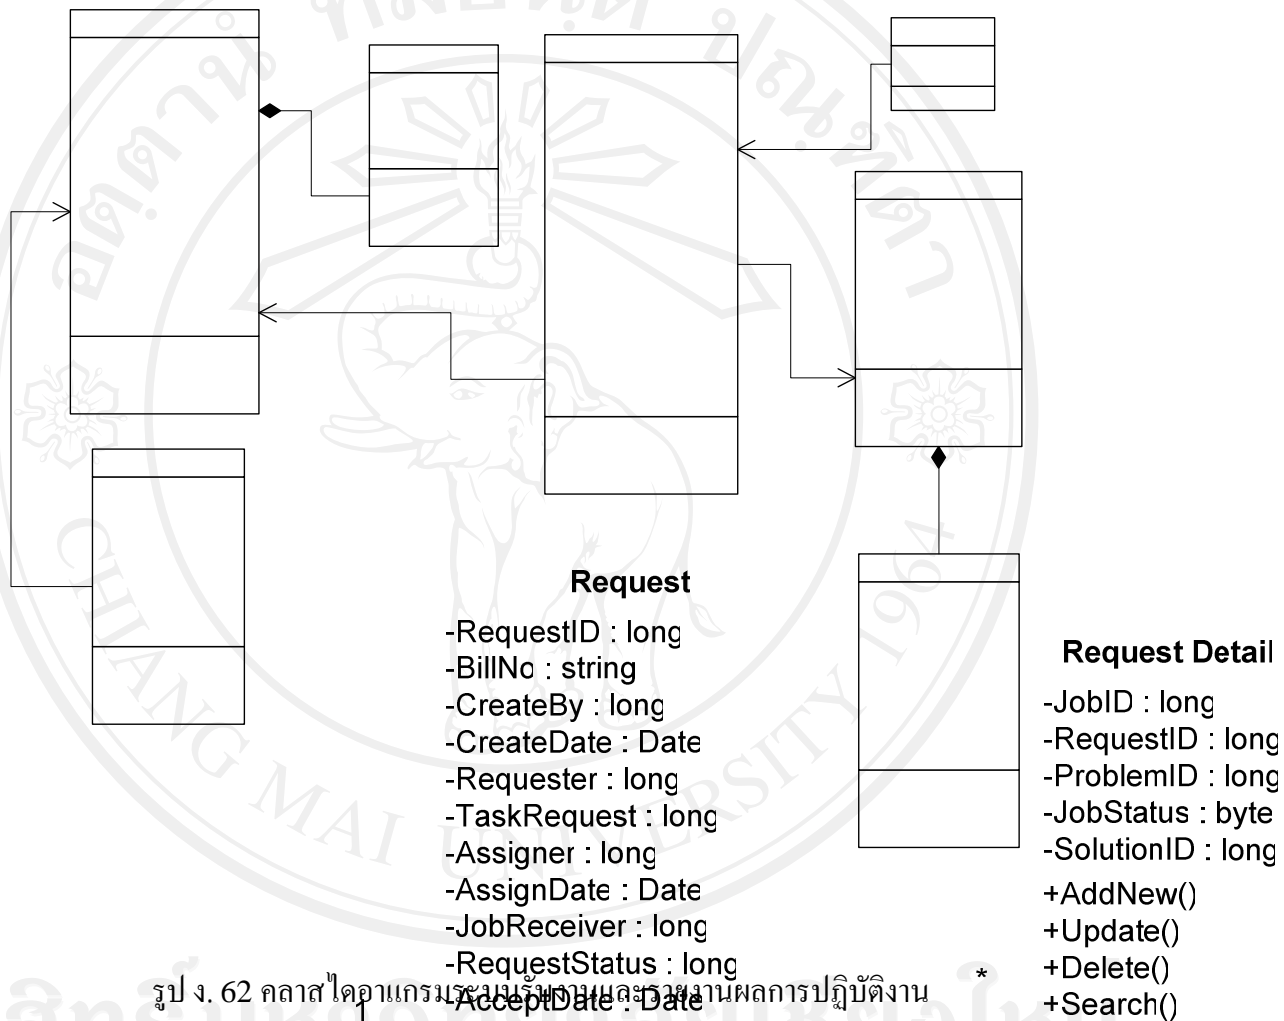 Request
-RequestID : long
-BillNo : string
-CreateBy : long
-CreateDate : Date
-Requester : long
-TaskRequest : long
-Assigner : long
-AssignDate : Date
-JobReceiver : long
-RequestStatus : long
-AcceptDate : Date
1
Request Detail
-JobID : long
-RequestID : long
-ProblemID : long
-JobStatus : byte
-SolutionID : long
+AddNew()
+Update()
+Delete()
+Search()
*
รูป ง. 62 คลาสไดอาแกรมระบบรับงานและรายงานผลการปฏิบัติงาน
CHIANG MAI UNIVERSITY 1964